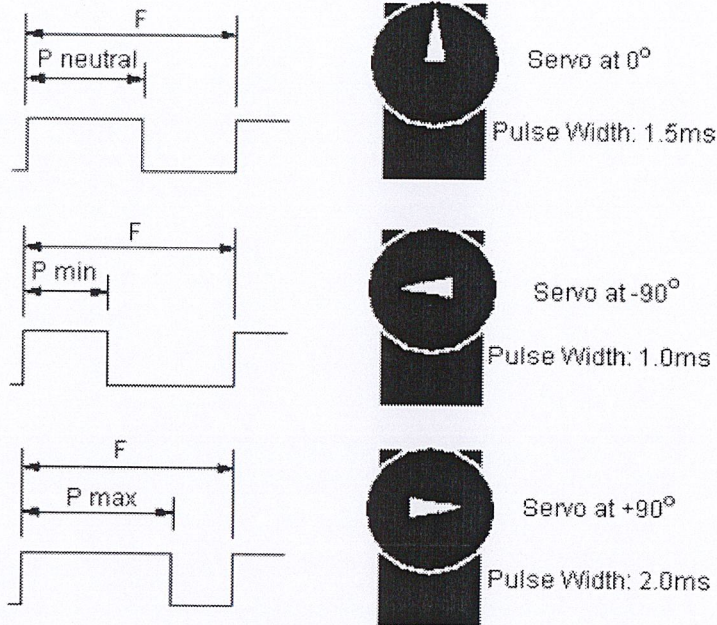 F
P neutral
Servo at 0°
Pulse Width: 1.5ms
F
P min
Servo at -90°
Pulse Width: 1.0ms
F
P max
Servo at +90°
Pulse Width: 2.0ms